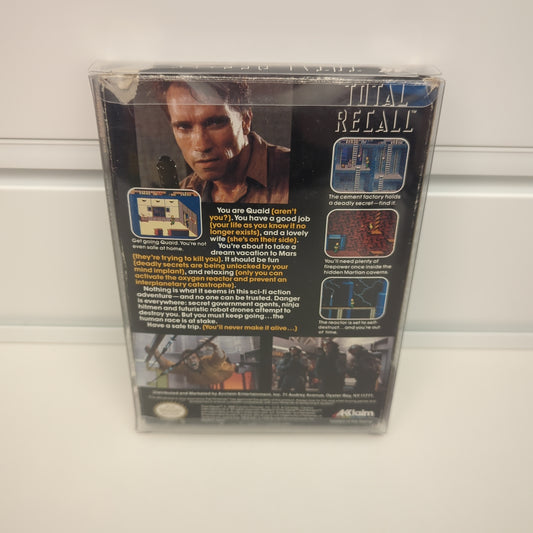 TOTAL
RECALL
The cement factory holds
a deadly secret—find it.
Get going Quaid. You're not
even safe at home.
You are Quaid (aren't
you?). You have a good job
(your life as you know it no
longer exists), and a lovely
wife (she's on their side).
You're about to take a
dream vacation to Mars
(they're trying to kill you).
It should be fun
(deadly secrets are being unlocked by your
mind implant), and relaxing (only you can
activate the oxygen reactor and prevent an
interplanetary catastrophe).
Nothing is what it seems in this sci-fi action
adventure—and no one can be trusted. Danger
is everywhere: secret government agents, ninja
hitmen and futuristic robot drones attempt to
destroy you. But you must keep going...the
human race is at stake.
Have a safe trip. (You'll never make it alive...)
You'll need plenty of
firepower once inside the
hidden Martian caverns.
The reactor is set to self-
destruct...and you're out
of time.
Distributed and Marketed by Acclaim Entertainment, Inc. 71 Audrey Avenue, Oyster Bay, NY 11771.
Acclaim